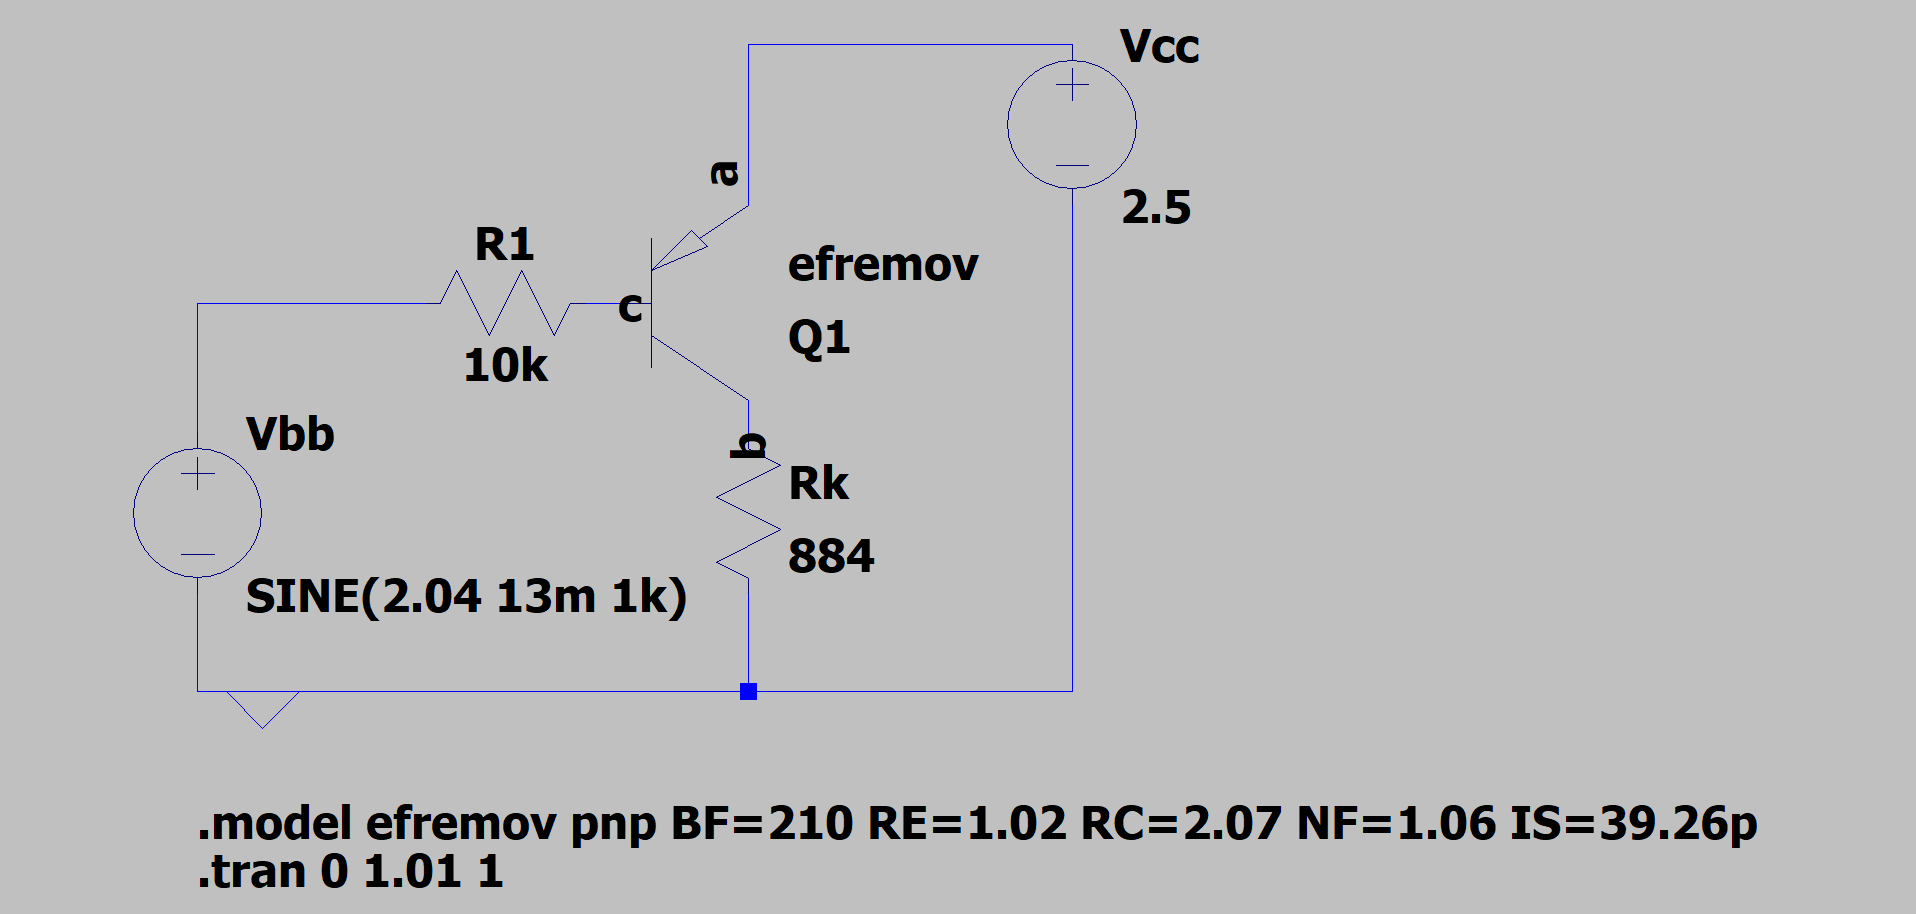 Vcc
+
−
2.5
a
R1
c
10k
efremov
Q1
b
Rk
884
Vbb
+
−
SINE(2.04 13m 1k)
.model efremov pnp BF=210 RE=1.02 RC=2.07 NF=1.06 IS=39.26p
.tran 0 1.01 1